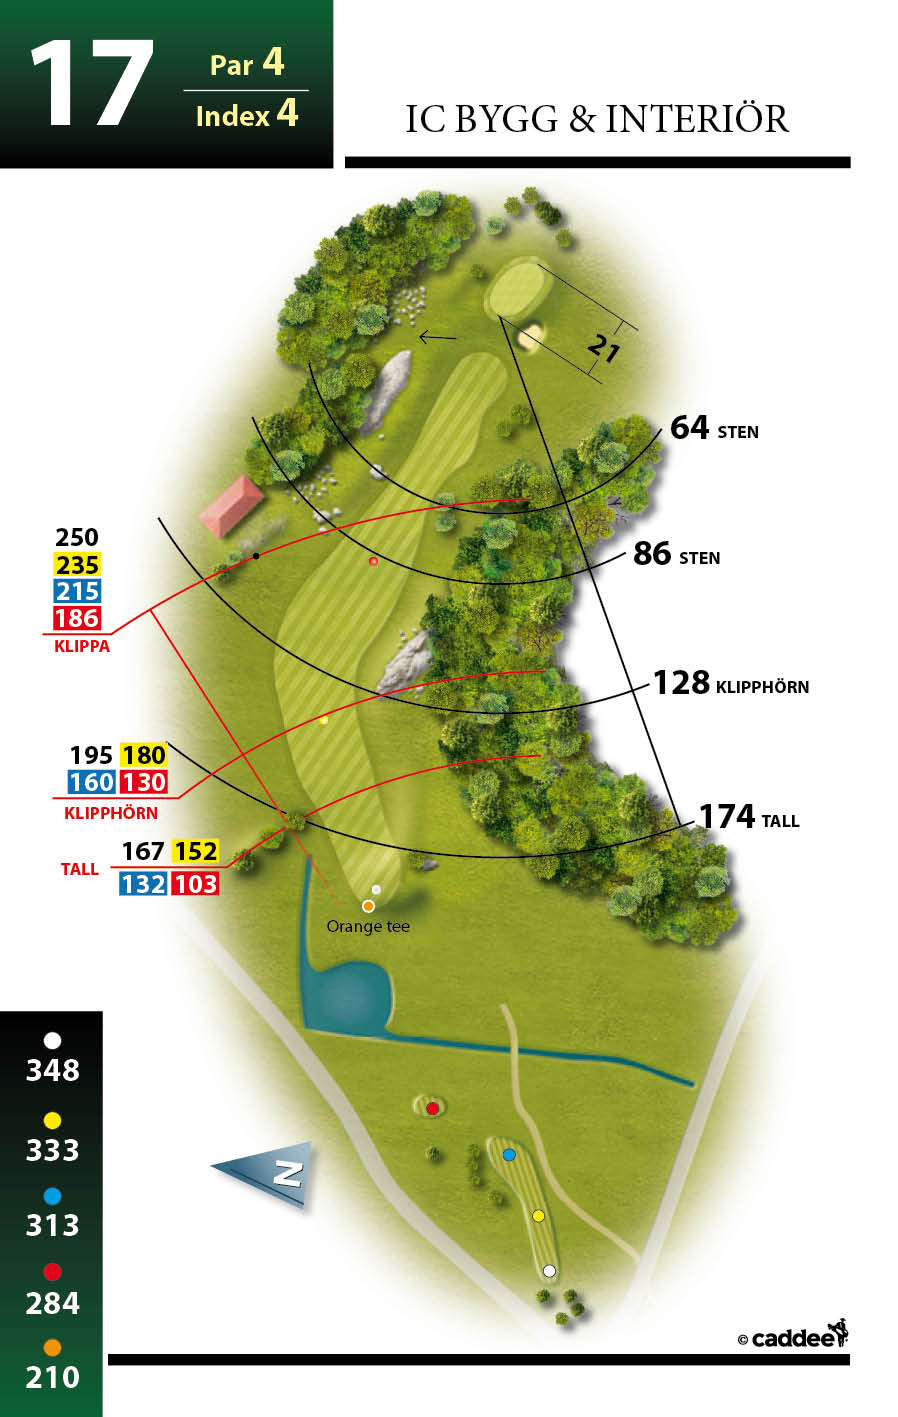 17
Par 4
Index 4
IC BYGG & INTERIÖR
21
64 STEN
86 STEN
250
235
215
186
KLIPPA
128 KLIPPHÖRN
195 180
160 130
KLIPPHÖRN
174 TALL
167 152
TALL
132 103
Orange tee
348
333
313
284
210
N
© caddee